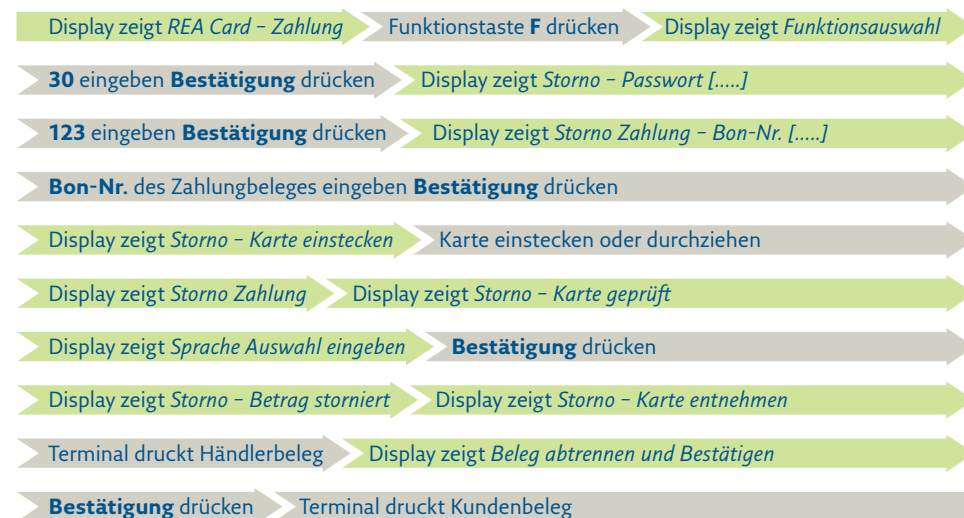 Display zeigt REA Card – Zahlung Funktionstaste F drücken Display zeigt Funktionsauswahl
30 eingeben Bestätigung drücken Display zeigt Storno – Passwort [.....]
123 eingeben Bestätigung drücken Display zeigt Storno Zahlung – Bon-Nr. [.....]
Bon-Nr. des Zahlungbeleges eingeben Bestätigung drücken
Display zeigt Storno – Karte einstecken Karte einstecken oder durchziehen
Display zeigt Storno Zahlung Display zeigt Storno – Karte geprüft
Display zeigt Sprache Auswahl eingeben Bestätigung drücken
Display zeigt Storno – Betrag storniert Display zeigt Storno – Karte entnehmen
Terminal druckt Händlerbeleg Display zeigt Beleg abtrennen und Bestätigen
Bestätigung drücken Terminal druckt Kundenbeleg